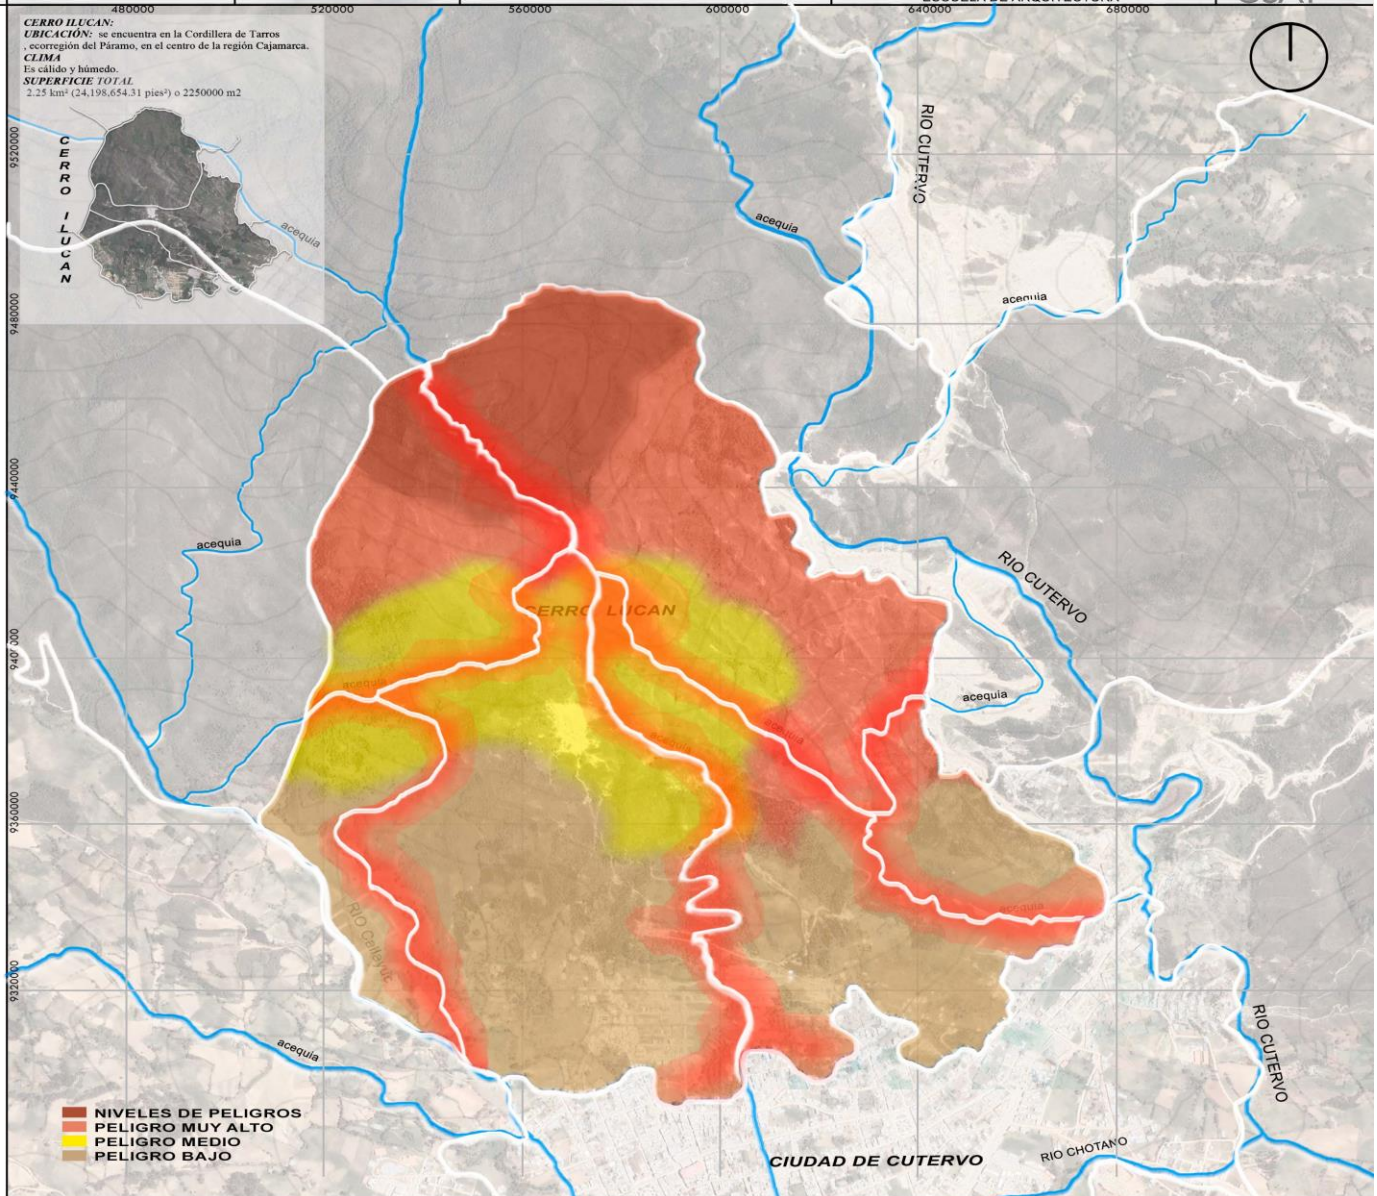 480000
520000
560000
600000
640000
680000
ESCUELA DE ARQUITECTURA
CERRO ILUCAN:
UBICACIÓN: se encuentra en la Cordillera de Tarros
, ecorregión del Páramo, en el centro de la región Cajamarca.
CLIMA
Es cálido y húmedo.
SUPERFICIE TOTAL
2.25 km² (24,198,654.31 pies²) o 2250000 m2
CERRO ILUCAN
acequia
9520000
9480000
9440000
9360000
9320000
RIO CUTERVO
acequia
acequia
acequia
RIO CUTERVO
CERRO LUCAN
acequia
acequia
acequia
acequia
acequia
RIO
acequia
RIO CUTERVO
NIVELES DE PELIGROS
PELIGRO MUY ALTO
PELIGRO MEDIO
PELIGRO BAJO
CIUDAD DE CUTERVO
RIO CHOTANO